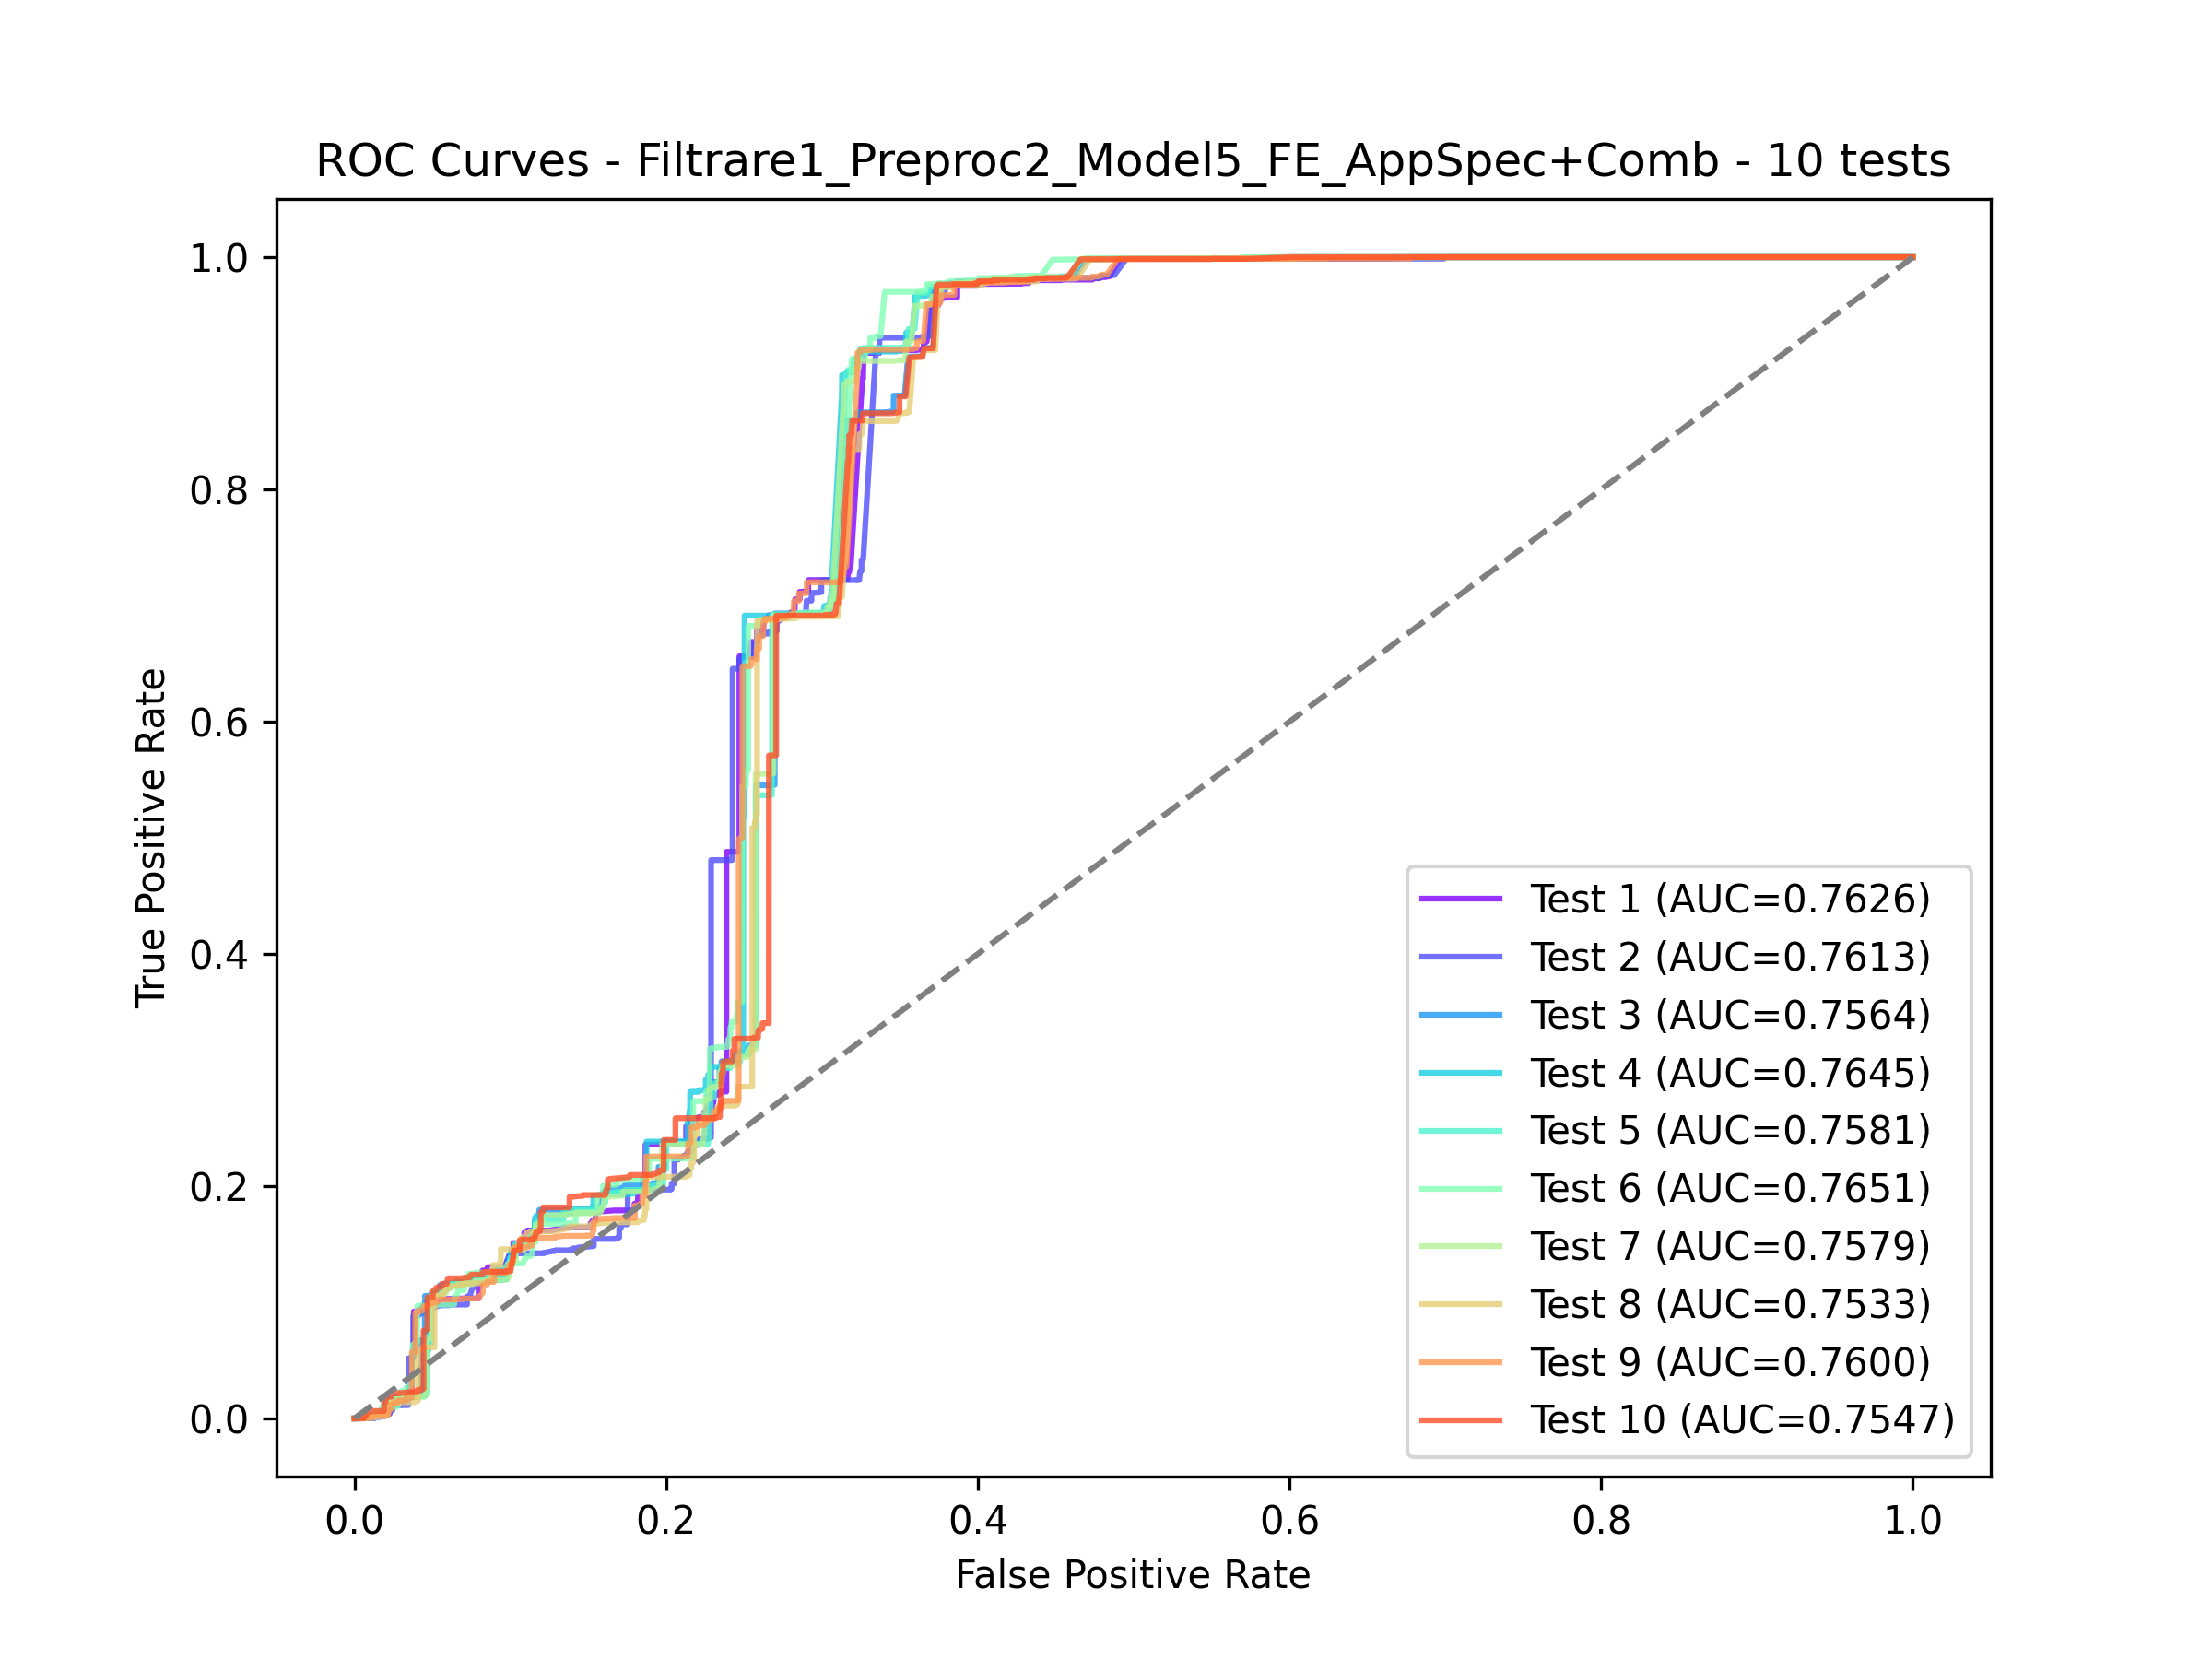 ROC Curves - Filtrare1_Preproc2_Model5_FE_AppSpec+Comb - 10 tests
1.0
0.8
0.6
0.4
0.2
0.0
True Positive Rate
Test 1 (AUC=0.7626)
Test 2 (AUC=0.7613)
Test 3 (AUC=0.7564)
Test 4 (AUC=0.7645)
Test 5 (AUC=0.7581)
Test 6 (AUC=0.7651)
Test 7 (AUC=0.7579)
Test 8 (AUC=0.7533)
Test 9 (AUC=0.7600)
Test 10 (AUC=0.7547)
0.0 0.2 0.4 0.6 0.8 1.0
False Positive Rate